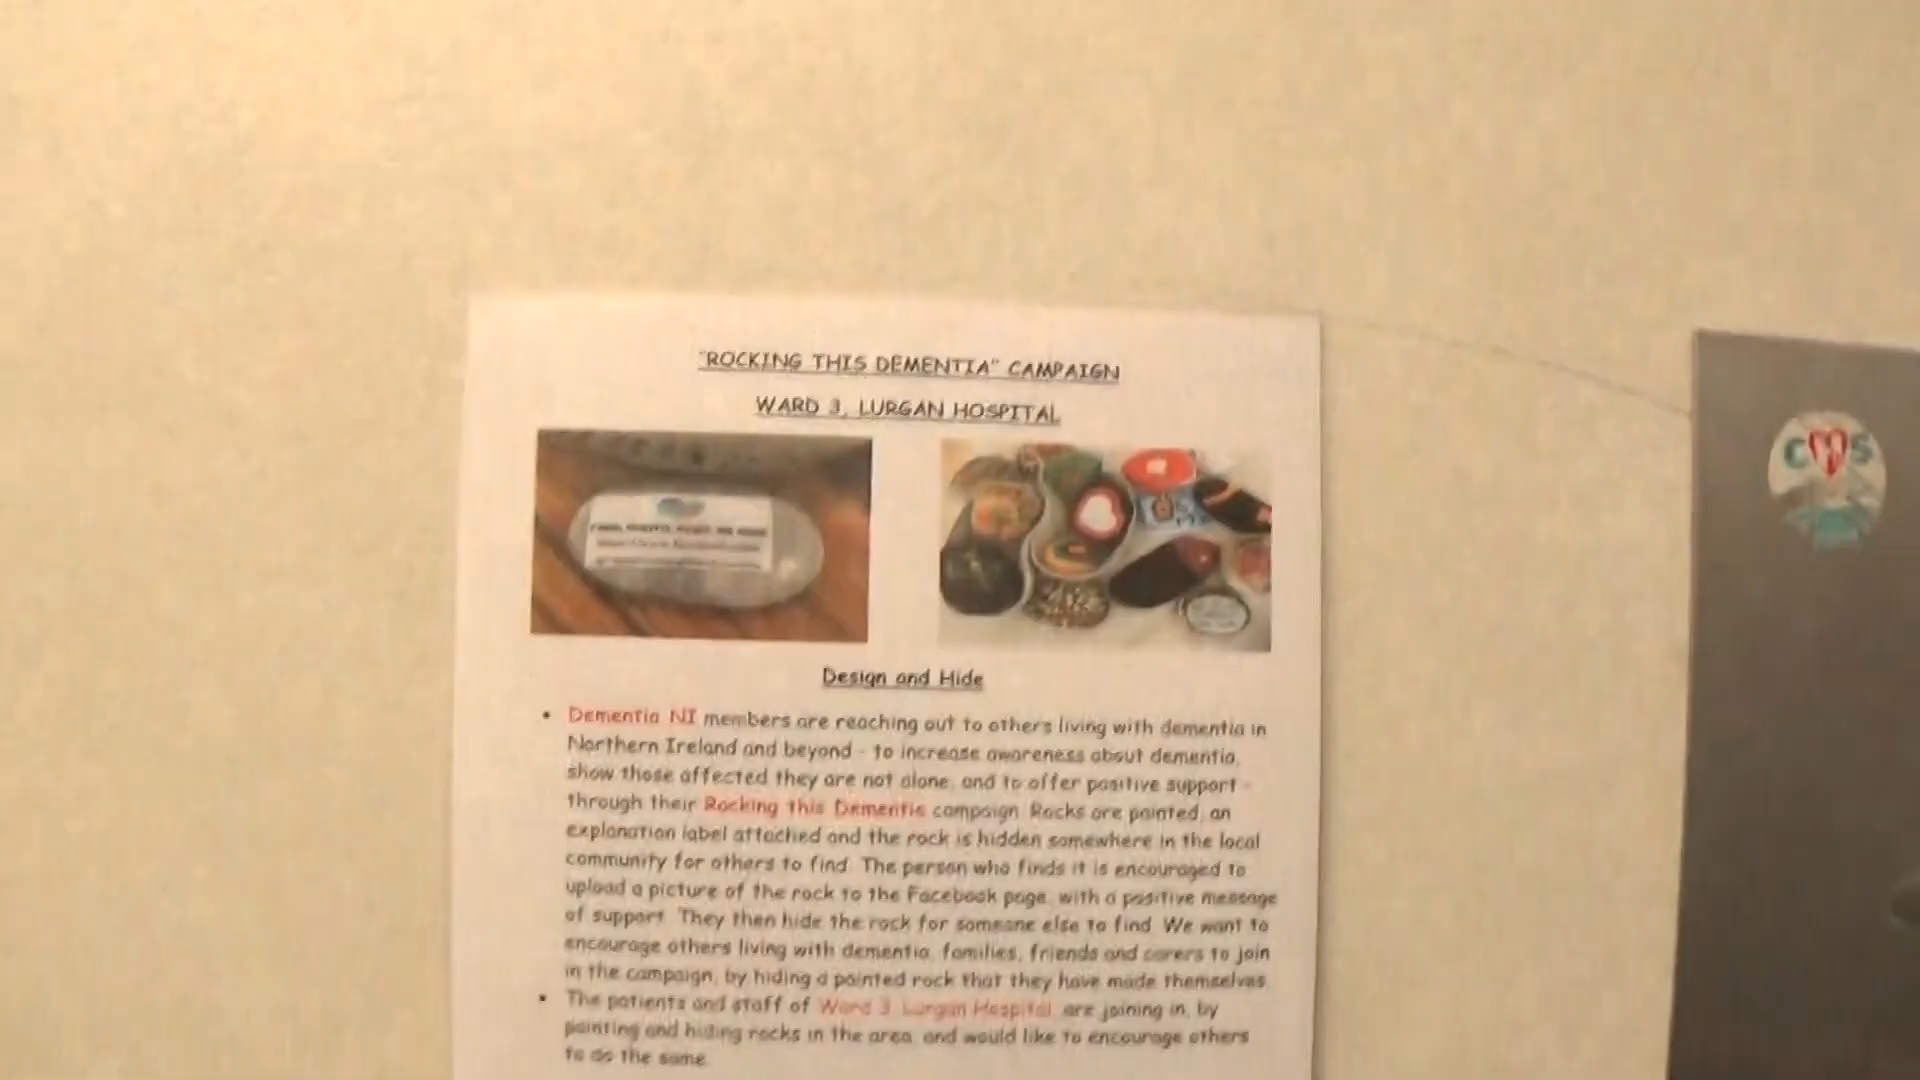 "ROCKING THIS DEMENTIA" CAMPAIGN
WARD 3, LURGAN HOSPITAL
CMS
Design and Hide
• Dementia NI members are reaching out to others living with dementia in
Northern Ireland and beyond - to increase awareness about dementia,
show those affected they are not alone, and to offer positive support -
through their Rocking this Dementia campaign. Rocks are painted, an
explanation label attached and the rock is hidden somewhere in the local
community for others to find. The person who finds it is encouraged to
upload a picture of the rock to the Facebook page, with a positive message
of support. They then hide the rock for someone else to find. We want to
encourage others living with dementia, families, friends and carers to join
in the campaign, by hiding a painted rock that they have made themselves.
• The patients and staff of Ward 3, Lurgan Hospital, are joining in, by
painting and hiding rocks in the area, and would like to encourage others
to do the same.